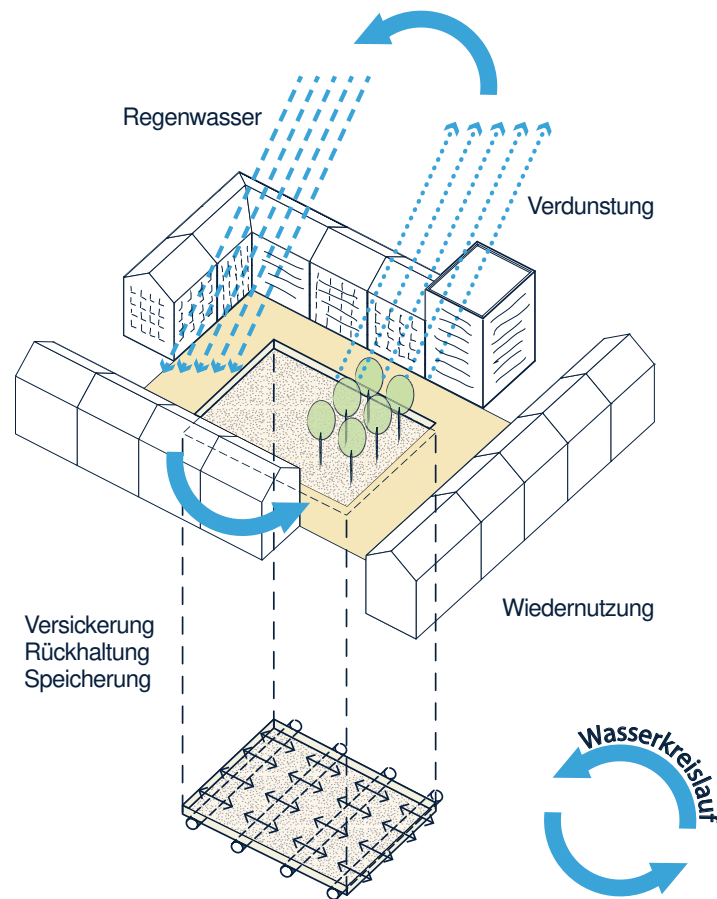 Regenwasser
Verdunstung
Wiedernutzung
Versickerung
Rückhaltung
Speicherung
Wasserkreislauf